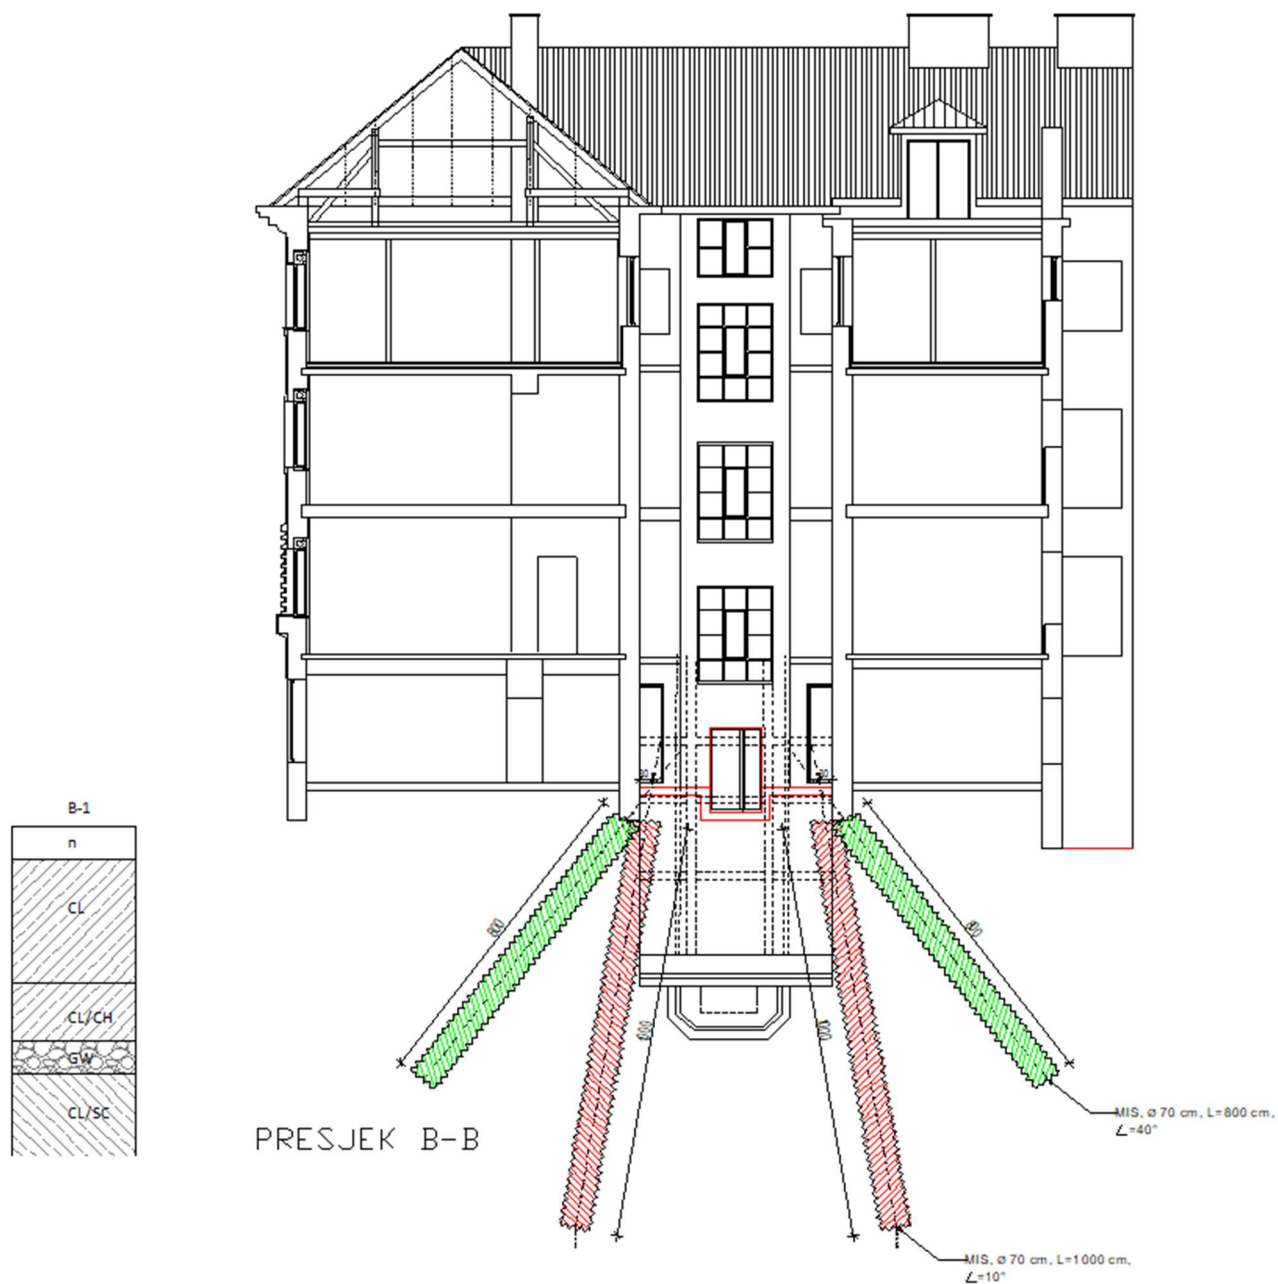 B-1
n
CL
CL/CH
GW
CL/SC
800
1000
1000
800
PRESJEK B-B
MIS, Ø 70 cm, L=800 cm,
∠=40°
MIS, Ø 70 cm, L=1000 cm,
∠=10°